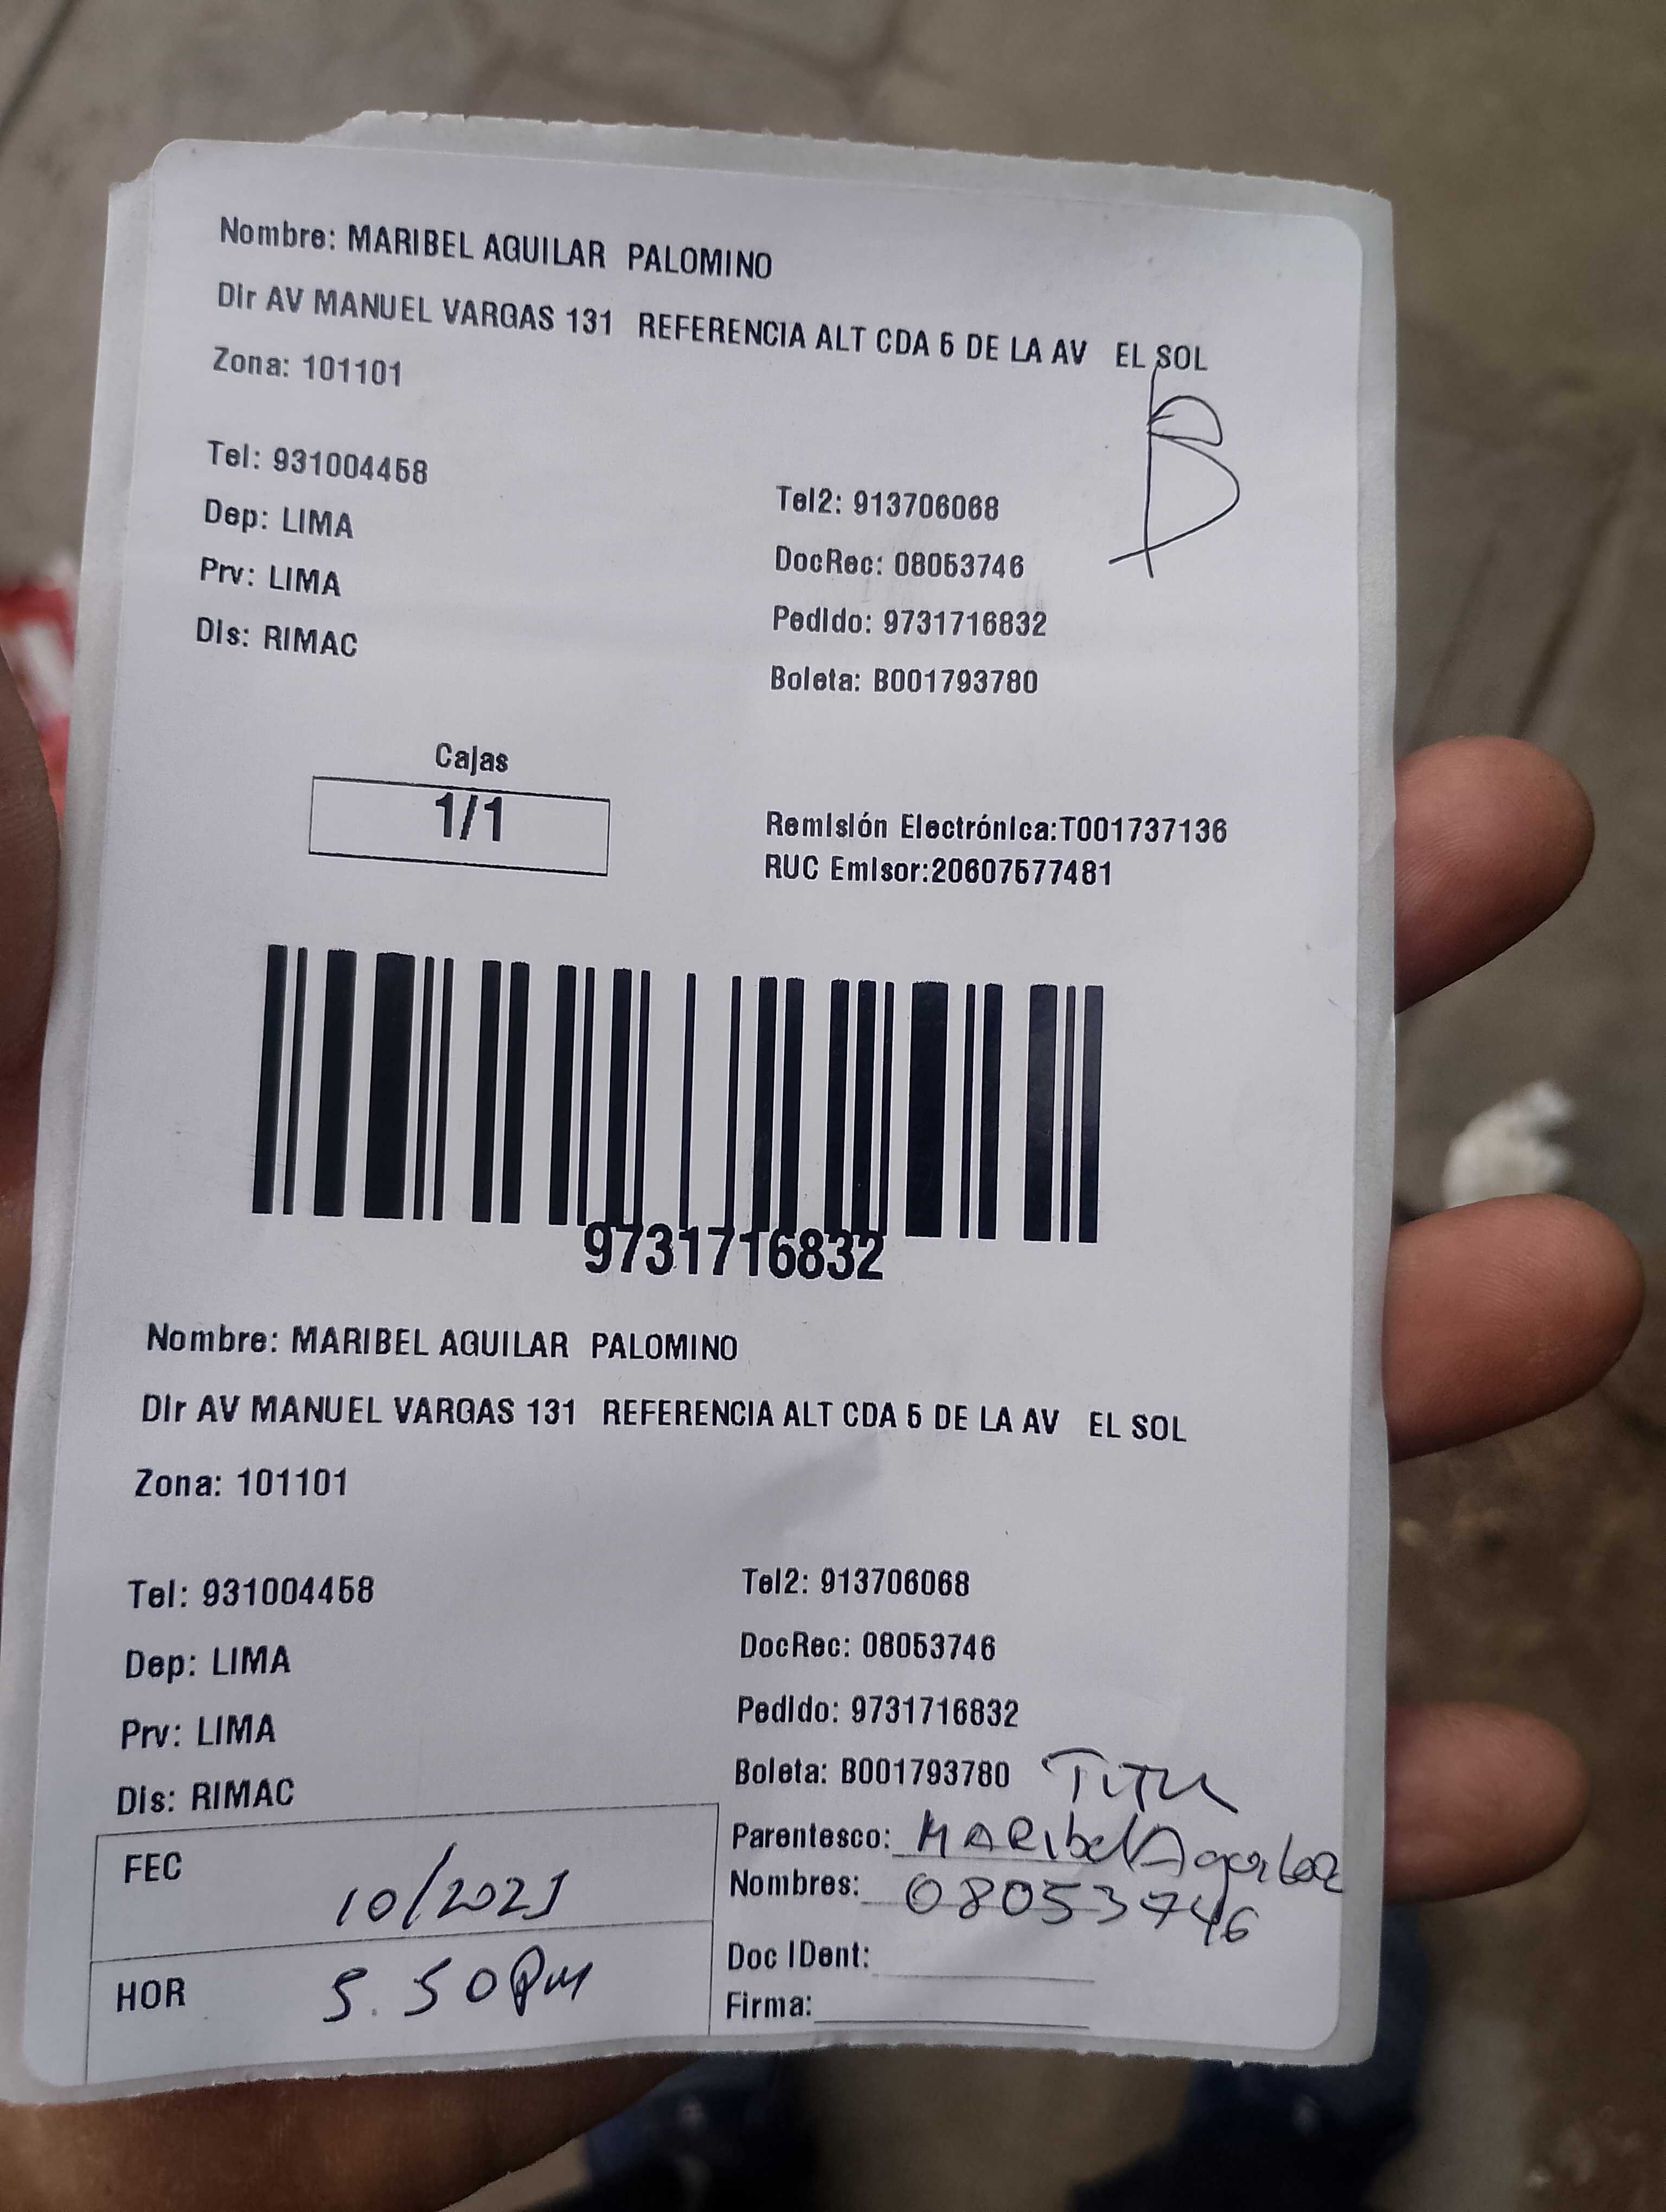 Nombre: MARIBEL AGUILAR PALOMINO
Dir AV MANUEL VARGAS 131 REFERENCIA ALT CDA 5 DE LA AV EL SOL
Zona: 101101
Tel: 931004458
Tel2: 913706068
Dep: LIMA
DocRec: 08053746
Prv: LIMA
Pedido: 9731716832
Dis: RIMAC
Boleta: B001793780
B
Cajas
1/1
Remisión Electrónica:T001737136
RUC Emisor:20607577481
9731716832
Nombre: MARIBEL AGUILAR PALOMINO
Dir AV MANUEL VARGAS 131 REFERENCIA ALT CDA 5 DE LA AV EL SOL
Zona: 101101
Tel: 931004458
Tel2: 913706068
Dep: LIMA
DocRec: 08053746
Prv: LIMA
Pedido: 9731716832
Dis: RIMAC
Boleta: B001793780
FEC 10/2021
HOR 5.50 PM
Parentesco: MARibel
Nombres: 08053746
Doc IDent:
Firma: